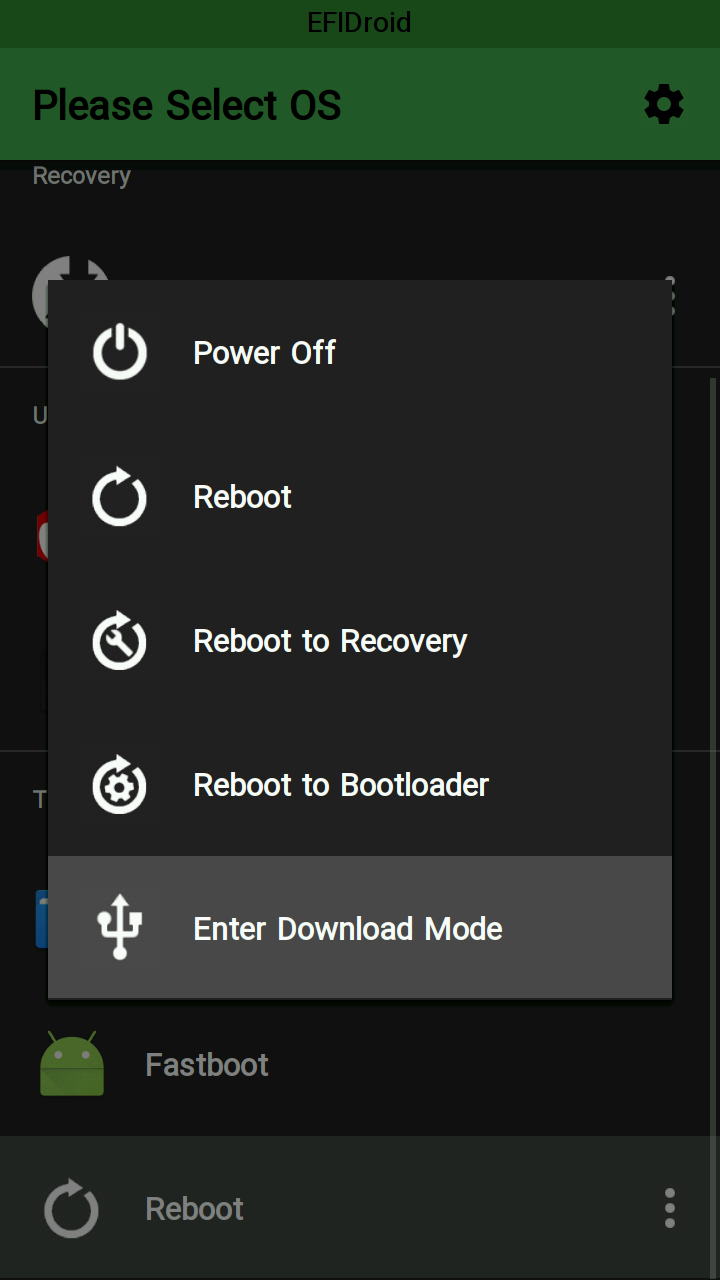 EFIDroid
Please Select OS
Recovery
Power Off
Reboot
Reboot to Recovery
Reboot to Bootloader
Enter Download Mode
Fastboot
Reboot